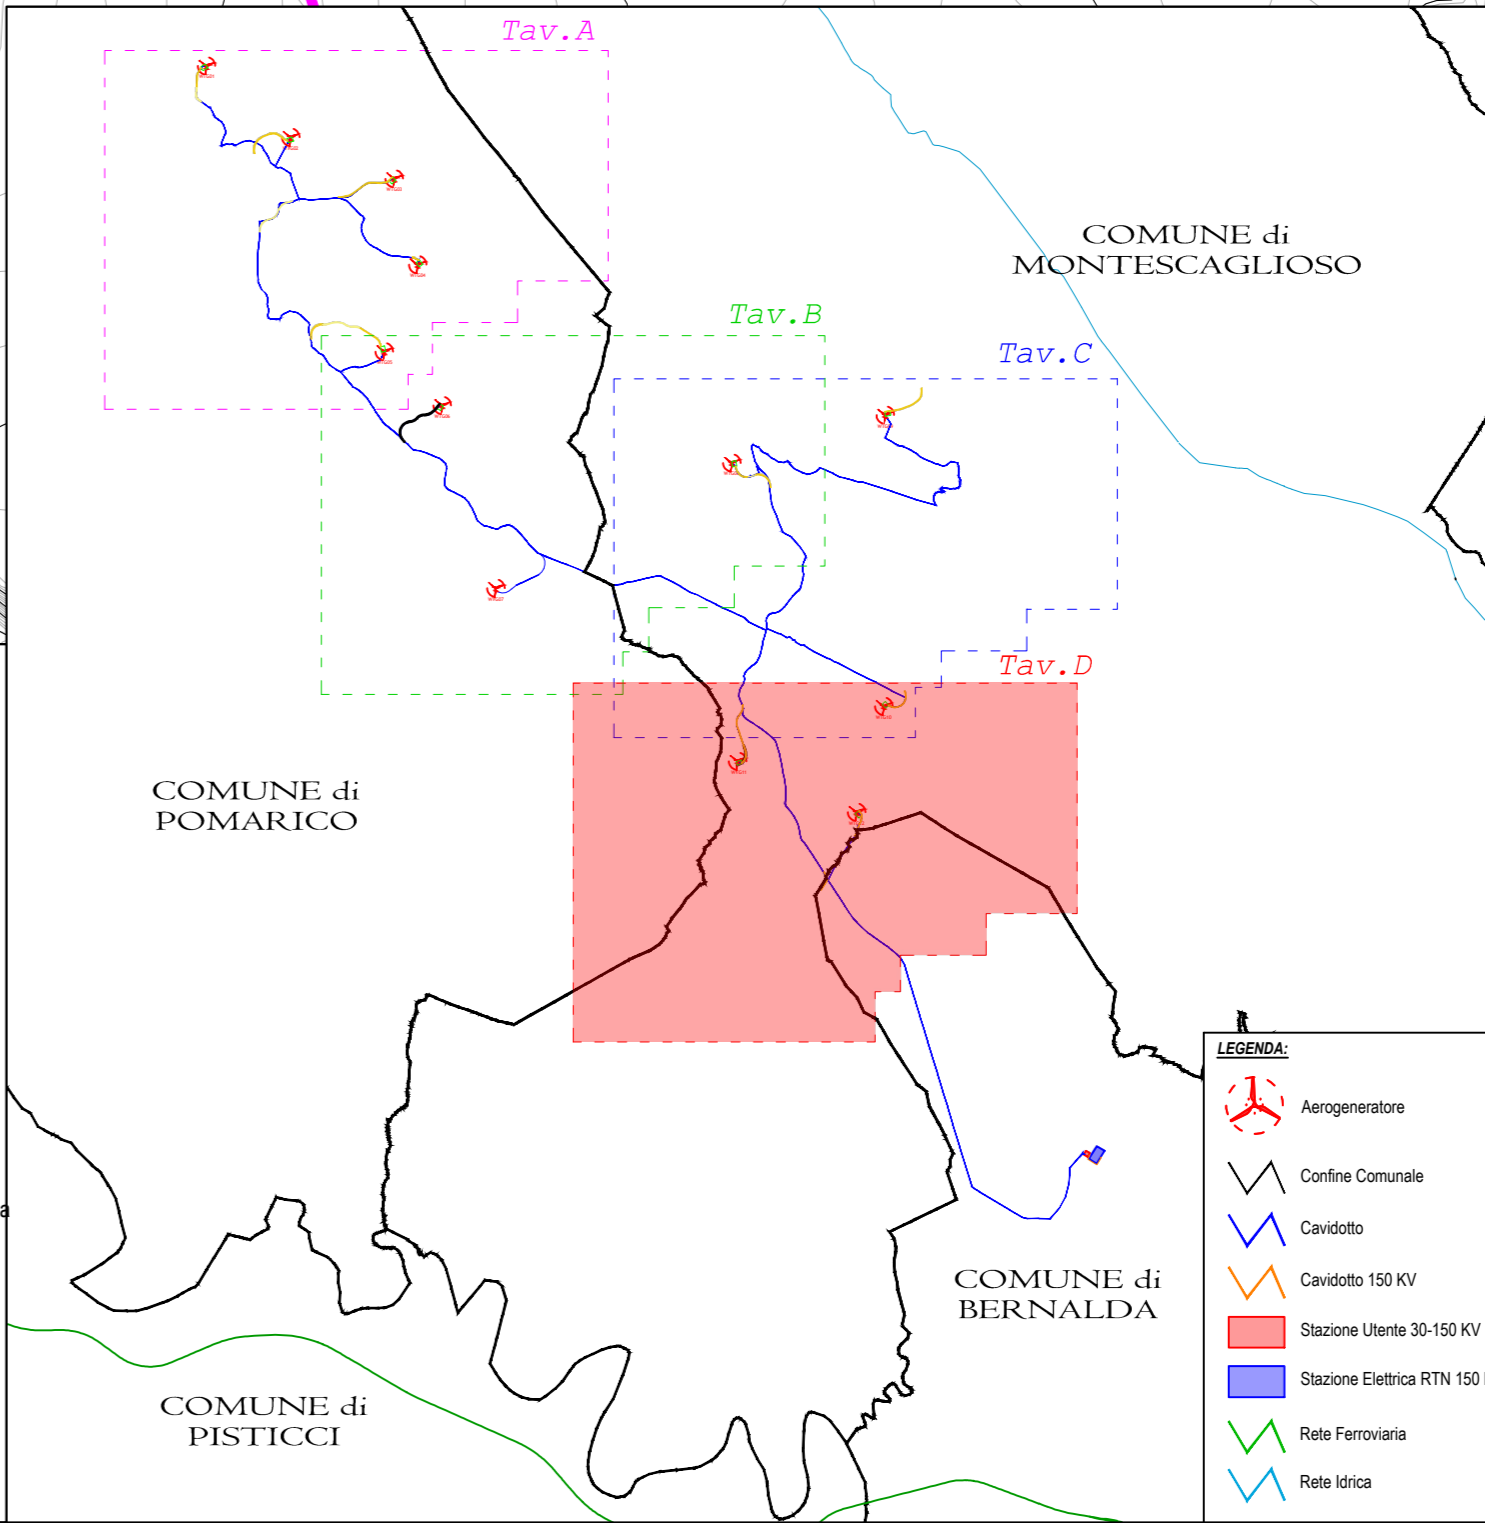 Tav.A
COMUNE di
MONTESCAGLIOSO
Tav.B
Tav.C
Tav.D
COMUNE di
POMARICO
COMUNE di
BERNALDA
COMUNE di
PISTICCI
a
LEGENDA:
Aerogeneratore
Confine Comunale
Cavidotto
Cavidotto 150 KV
Stazione Utente 30-150 KV
Stazione Elettrica RTN 150
Rete Ferroviaria
Rete Idrica